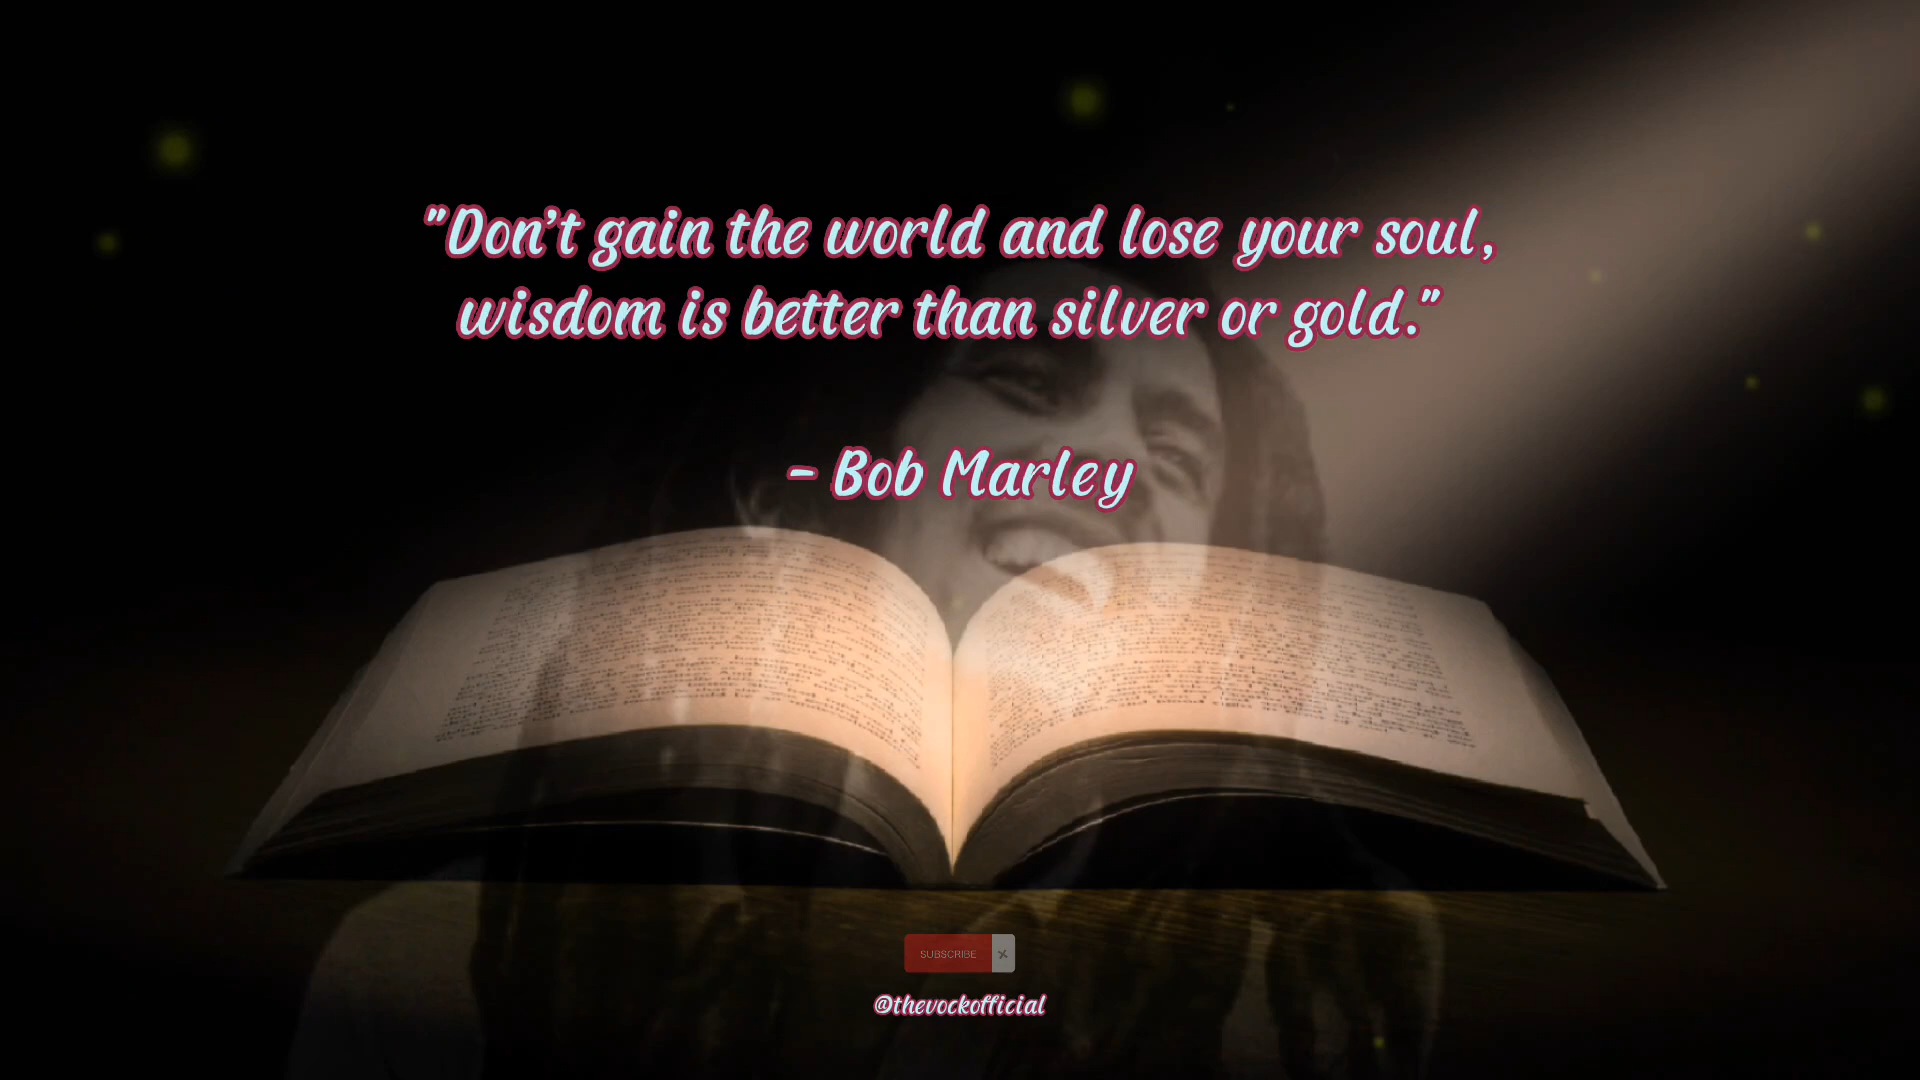 "Don't gain the world and lose your soul,
wisdom is better than silver or gold."
- Bob Marley
SUBSCRIBE
@thevockofficial